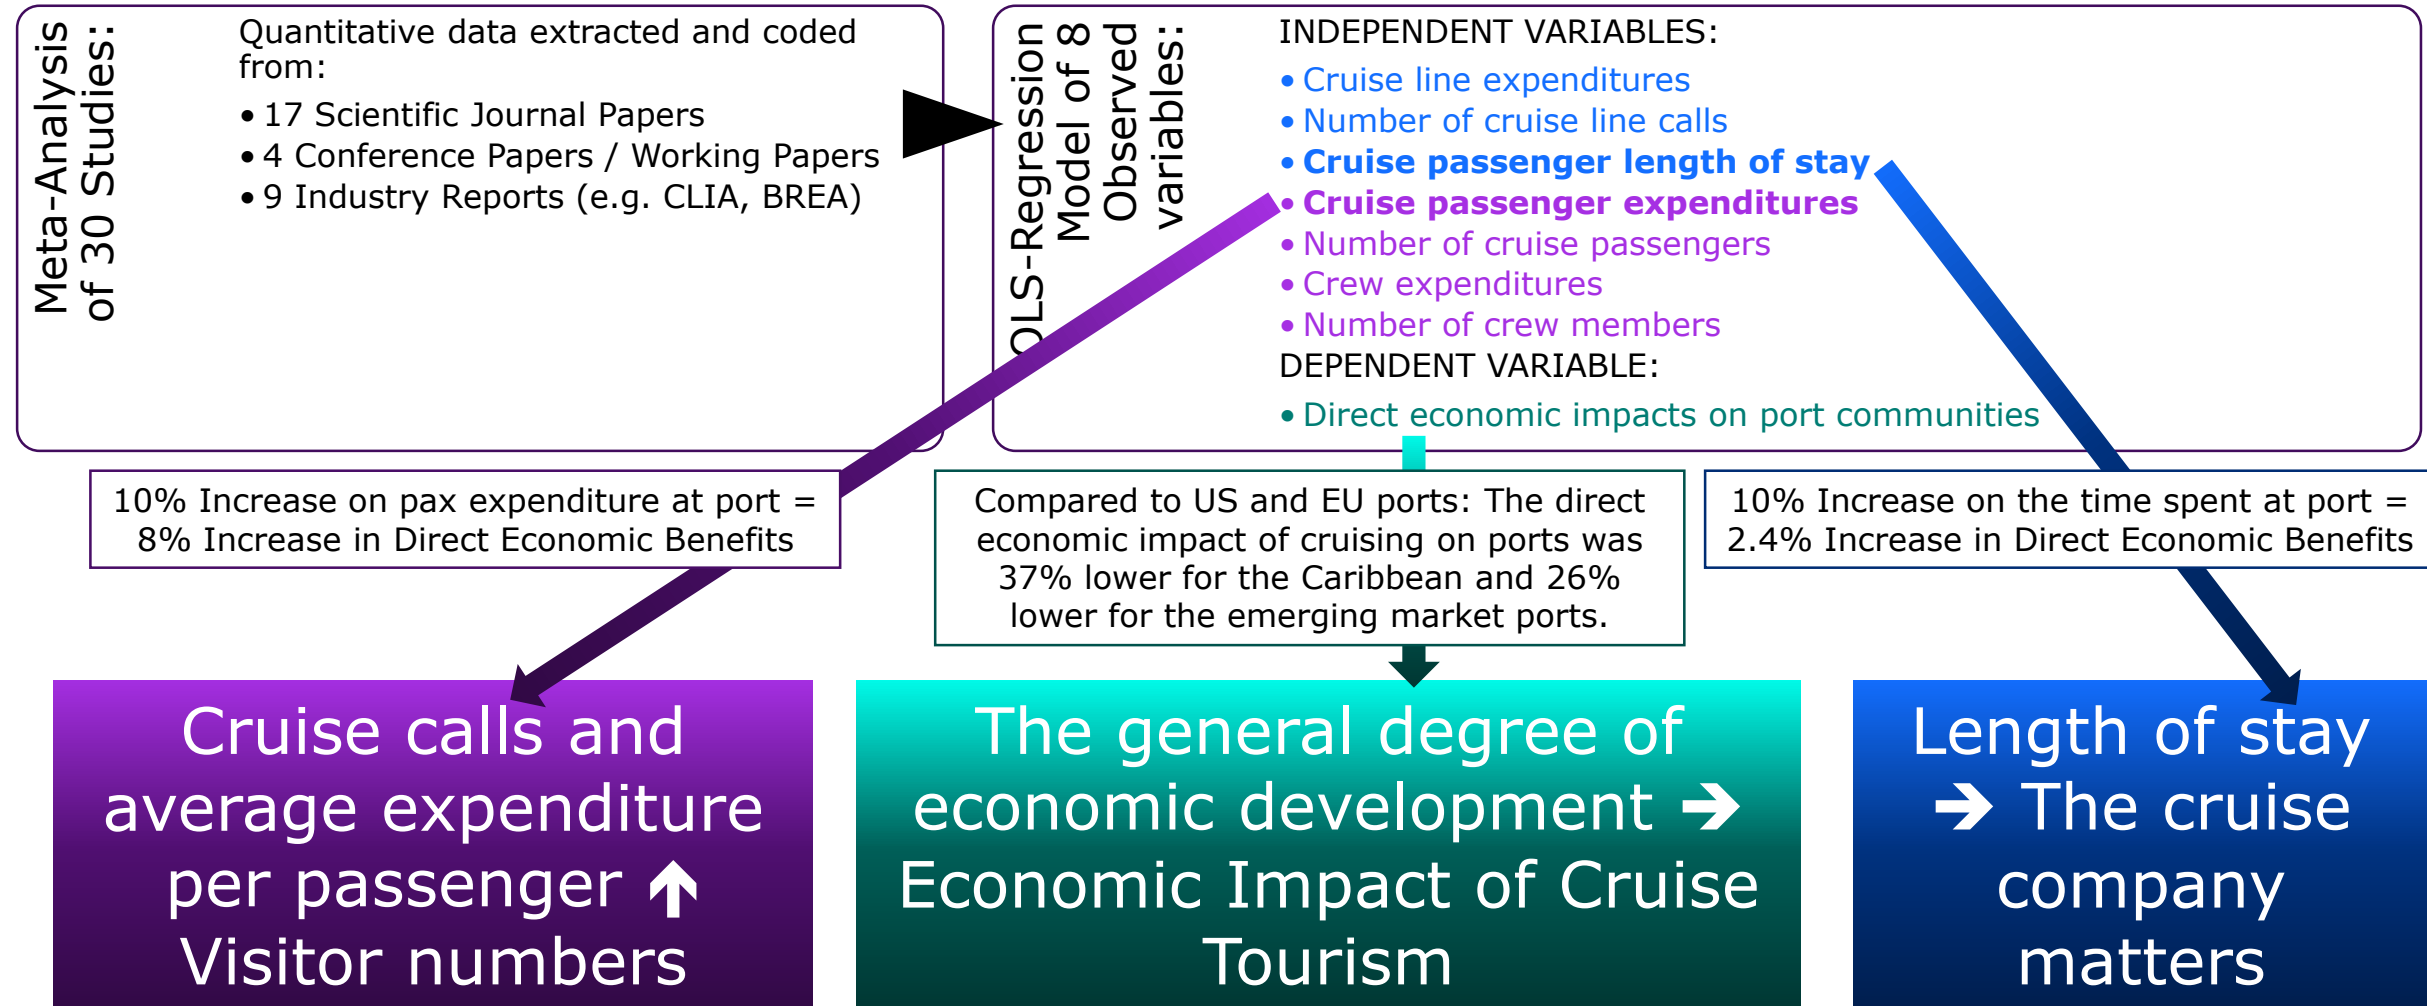 Meta-Analysis
of 30 Studies:
Quantitative data extracted and coded
from:
• 17 Scientific Journal Papers
• 4 Conference Papers / Working Papers
• 9 Industry Reports (e.g. CLIA, BREA)
OLS-Regression
Model of 8
Observed
variables:
INDEPENDENT VARIABLES:
• Cruise line expenditures
• Number of cruise line calls
• Cruise passenger length of stay
• Cruise passenger expenditures
• Number of cruise passengers
• Crew expenditures
• Number of crew members
DEPENDENT VARIABLE:
• Direct economic impacts on port communities
10% Increase on pax expenditure at port =
8% Increase in Direct Economic Benefits
Compared to US and EU ports: The direct
economic impact of cruising on ports was
37% lower for the Caribbean and 26%
lower for the emerging market ports.
10% Increase on the time spent at port =
2.4% Increase in Direct Economic Benefits
Cruise calls and
average expenditure
per passenger 🡹
Visitor numbers
The general degree of
economic development ➔
Economic Impact of Cruise
Tourism
Length of stay
➔ The cruise
company
matters